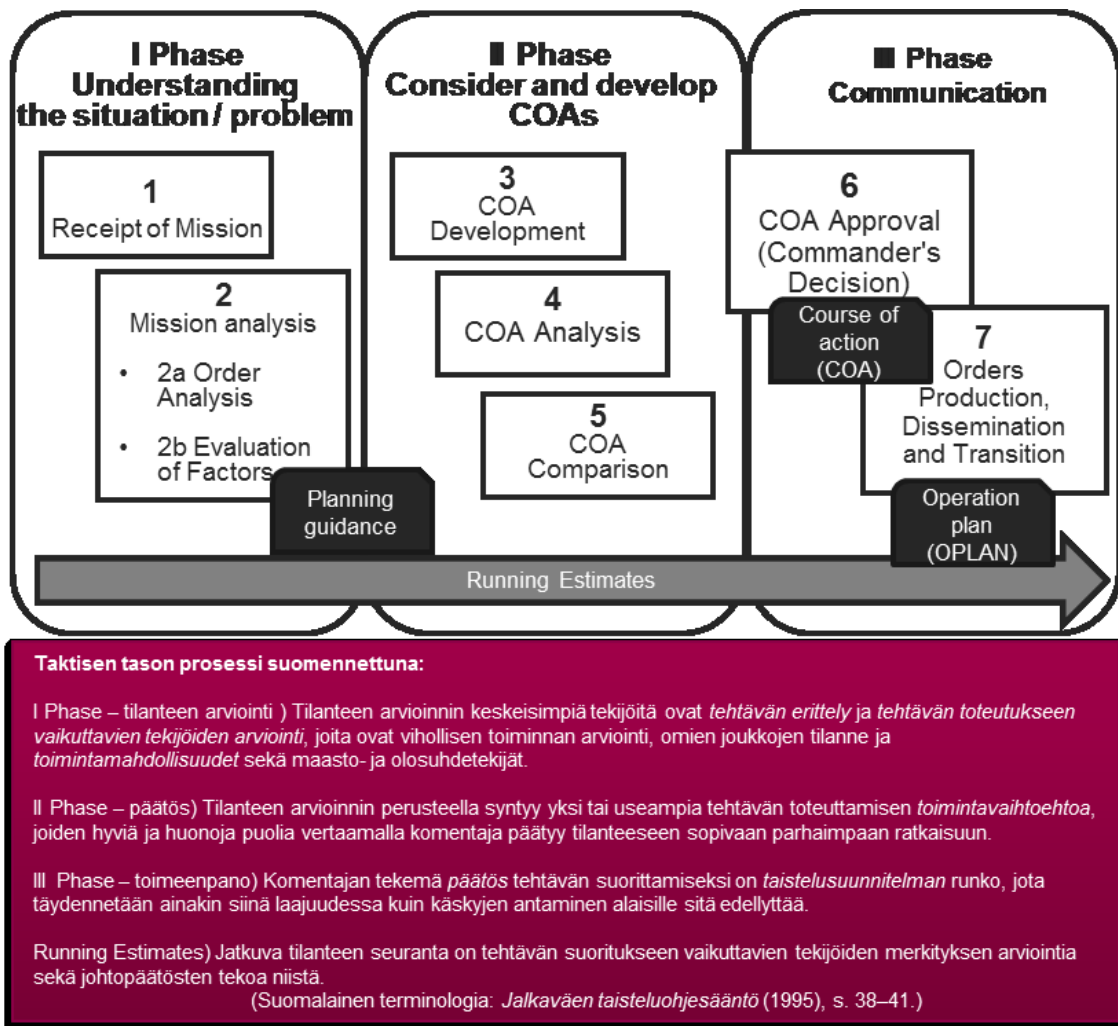 I Phase
Understanding
the situation / problem
1
Receipt of Mission
2
Mission analysis
• 2a Order
Analysis
• 2b Evaluation
of Factors
Planning
guidance
II Phase
Consider and develop
COAs
3
COA
Development
4
COA Analysis
5
COA
Comparison
III Phase
Communication
6
COA Approval
(Commander's
Decision)
Course of
action
(COA)
7
Orders
Production,
Dissemination
and Transition
Operation
plan
(OPLAN)
Running Estimates
Taktisen tason prosessi suomennettuna:
I Phase – tilanteen arviointi ) Tilanteen arvioinnin keskeisimpiä tekijöitä ovat tehtävän erittely ja tehtävän toteutukseen
vaikuttavien tekijöiden arviointi, joita ovat vihollisen toiminnan arviointi, omien joukkojen tilanne ja
toimintamahdollisuudet sekä maasto- ja olosuhdetekijät.
II Phase – päätös) Tilanteen arvioinnin perusteella syntyy yksi tai useampia tehtävän toteuttamisen toimintavaihtoehtoa,
joiden hyviä ja huonoja puolia vertaamalla komentaja päätyy tilanteeseen sopivaan parhaimpaan ratkaisuun.
III Phase – toimeenpano) Komentajan tekemä päätös tehtävän suorittamiseksi on taistelusuunnitelman runko, jota
täydennetään ainakin siinä laajuudessa kuin käskyjen antaminen alaisille sitä edellyttää.
Running Estimates) Jatkuva tilanteen seuranta on tehtävän suoritukseen vaikuttavien tekijöiden merkityksen arviointia
sekä johtopäätösten tekoa niistä.
(Suomalainen terminologia: Jalkaväen taisteluohjesääntö (1995), s. 38–41.)